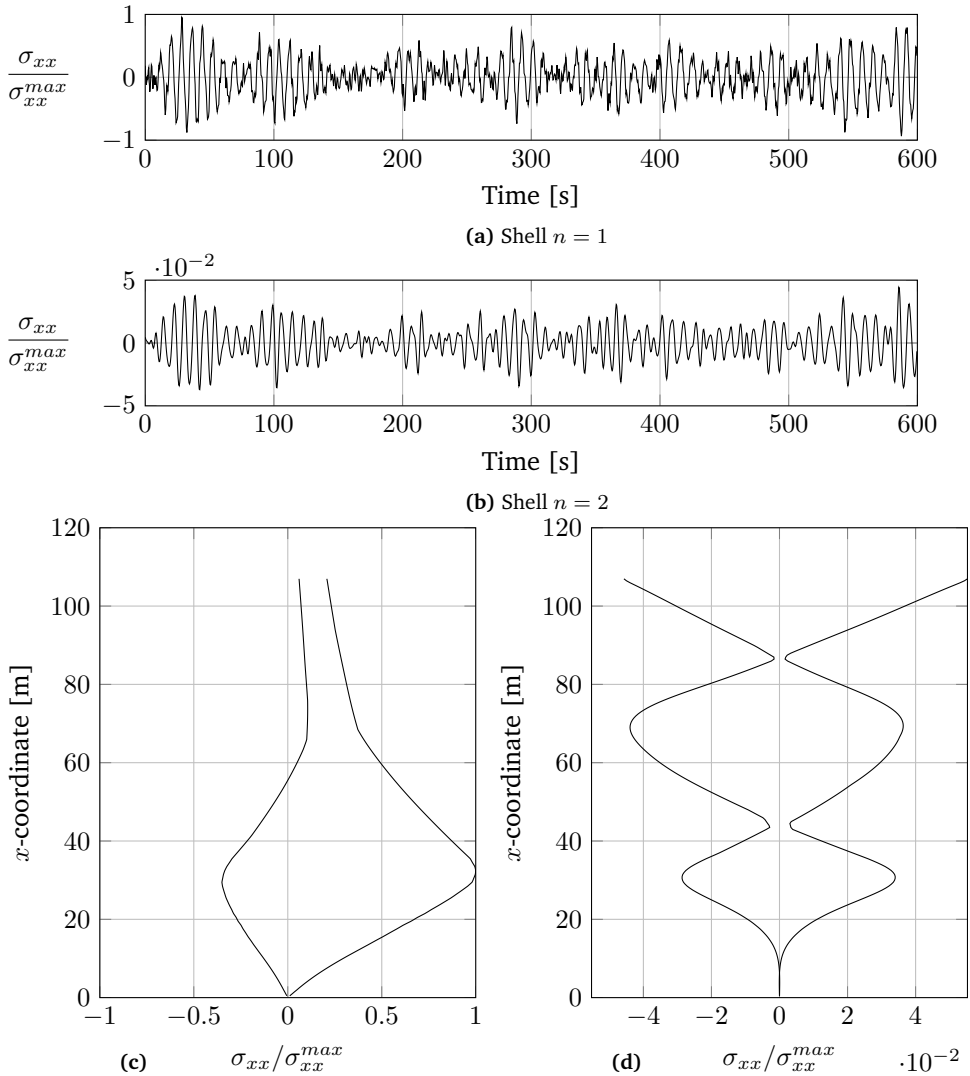 1
0
−1
σxx
σxx^max
0 100 200 300 400 500 600
Time [s]
(a) Shell n = 1
·10−2
5
0
−5
σxx
σxx^max
0 100 200 300 400 500 600
Time [s]
(b) Shell n = 2
120
100
80
60
40
20
0
x-coordinate [m]
−1 −0.5 0 0.5 1
(c) σxx/σxx^max
120
100
80
60
40
20
0
x-coordinate [m]
−4 −2 0 2 4
(d) σxx/σxx^max ·10−2